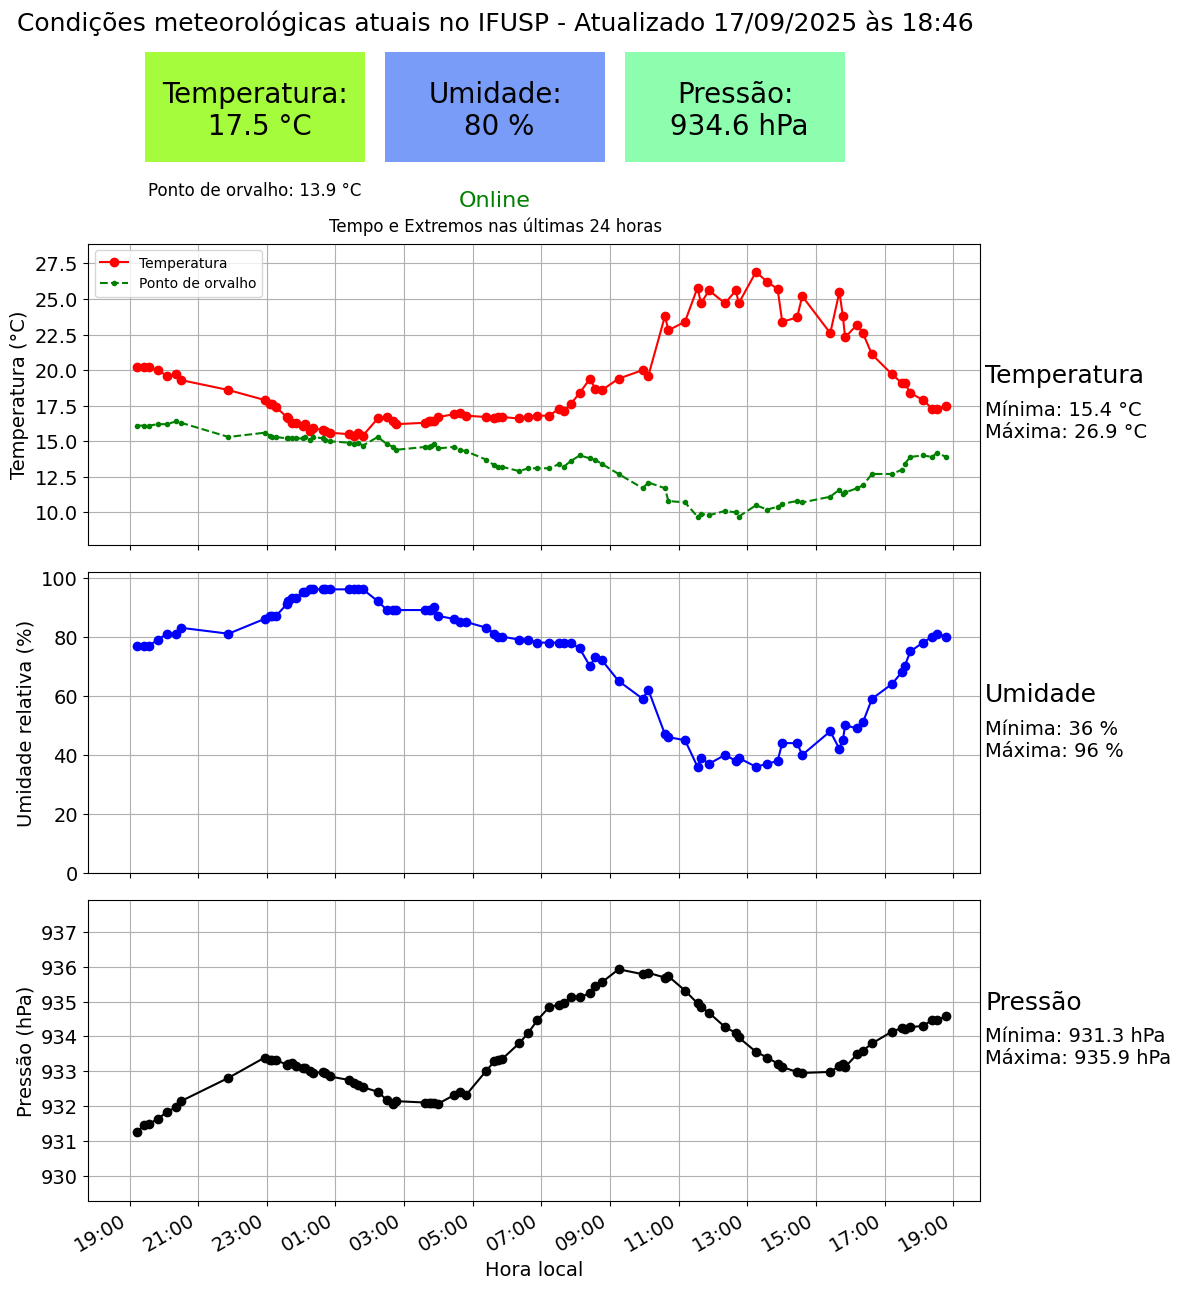 Condições meteorológicas atuais no IFUSP - Atualizado 17/09/2025 às 18:46
Temperatura:
17.5 °C
Umidade:
80 %
Pressão:
934.6 hPa
Ponto de orvalho: 13.9 °C
Online
Tempo e Extremos nas últimas 24 horas
Temperatura
Ponto de orvalho
Temperatura (°C)
27.5
25.0
22.5
20.0
17.5
15.0
12.5
10.0
Temperatura
Mínima: 15.4 °C
Máxima: 26.9 °C
Umidade relativa (%)
100
80
60
40
20
0
Umidade
Mínima: 36 %
Máxima: 96 %
Pressão (hPa)
937
936
935
934
933
932
931
930
Pressão
Mínima: 931.3 hPa
Máxima: 935.9 hPa
19:00
21:00
23:00
01:00
03:00
05:00
07:00
09:00
11:00
13:00
15:00
17:00
19:00
Hora local